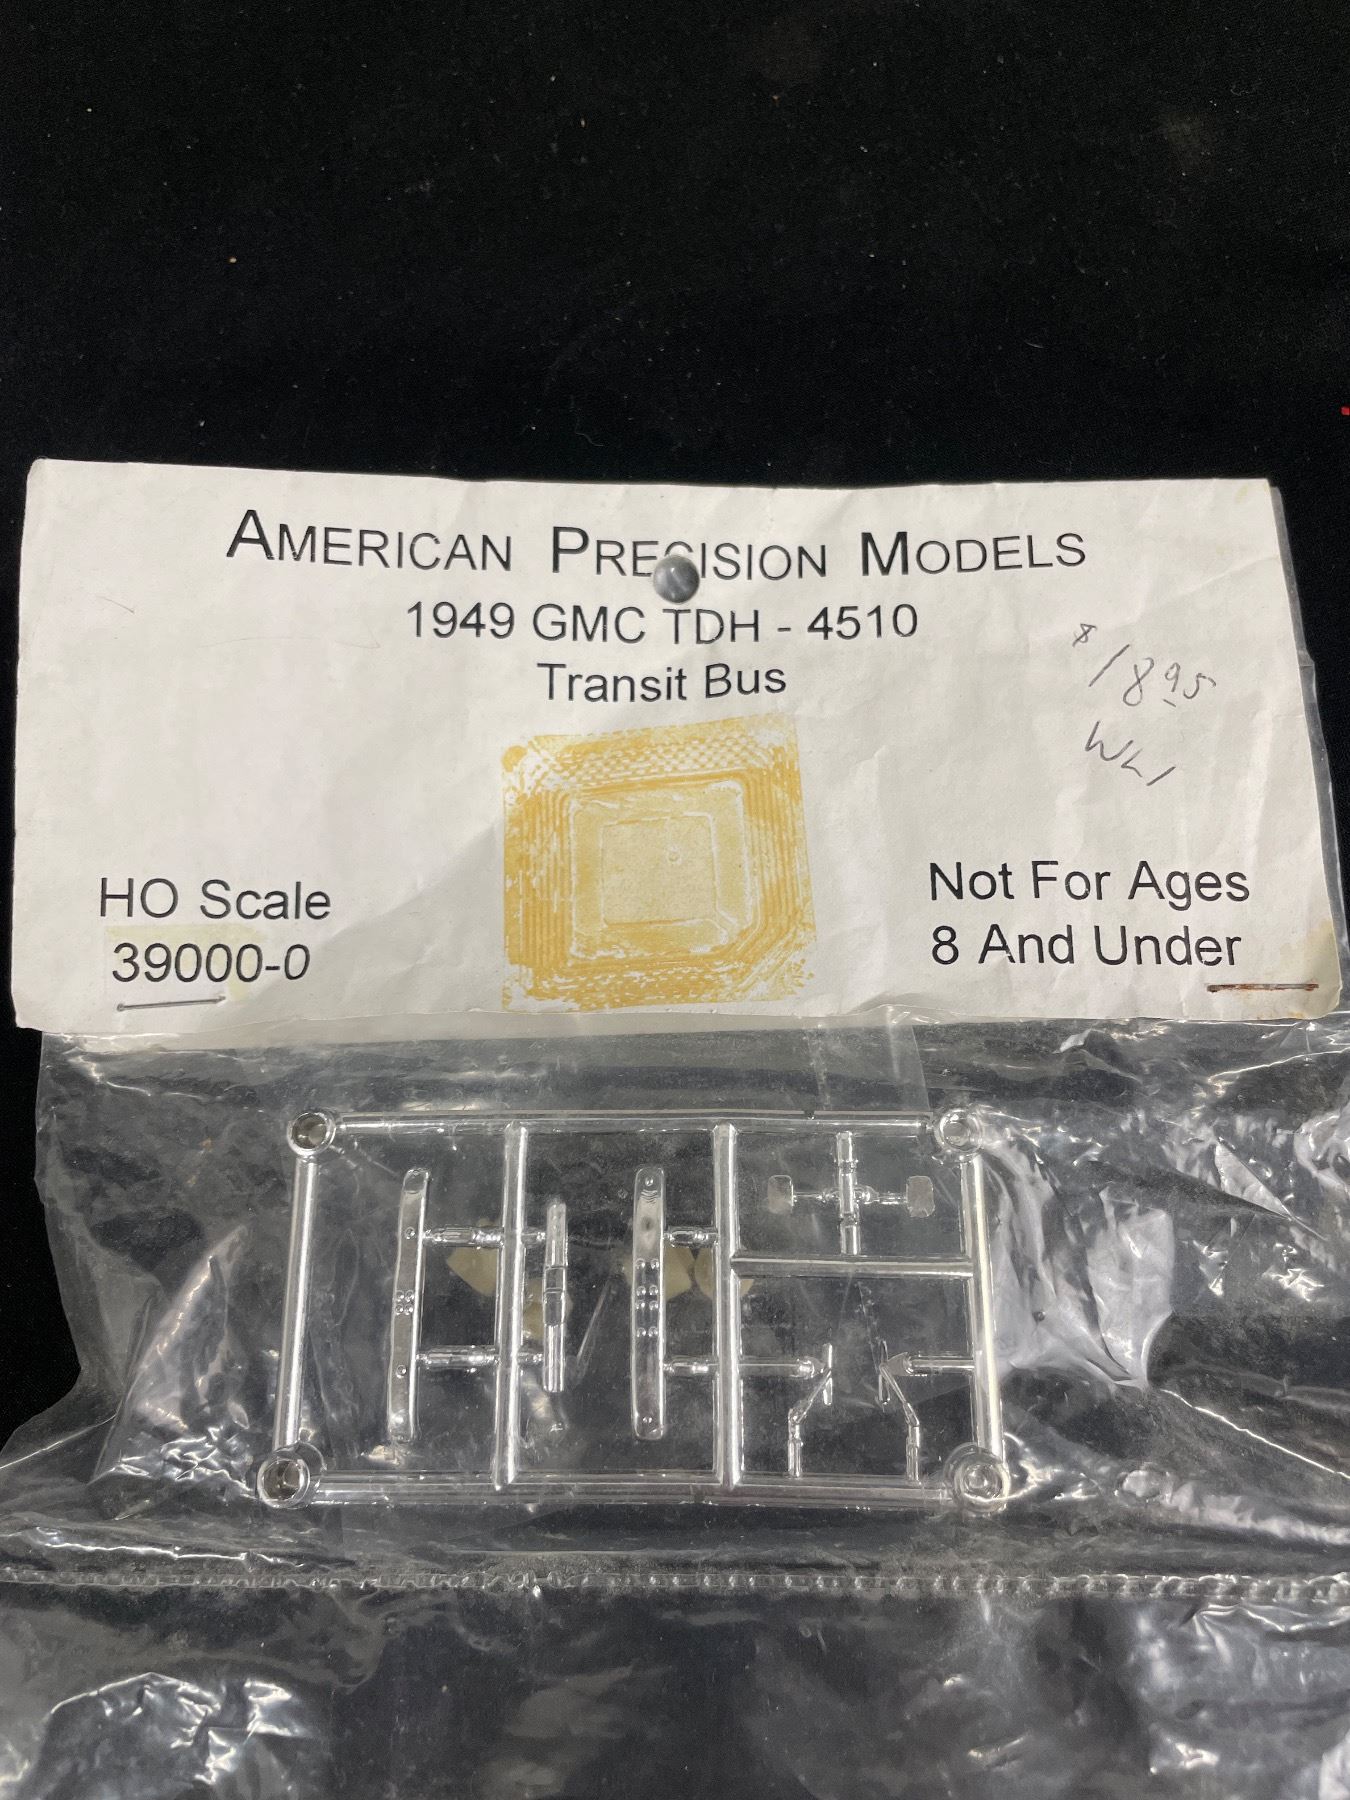 AMERICAN PRECISION MODELS
1949 GMC TDH - 4510
Transit Bus
$18 95
WLI
HO Scale
39000-0
Not For Ages
8 And Under